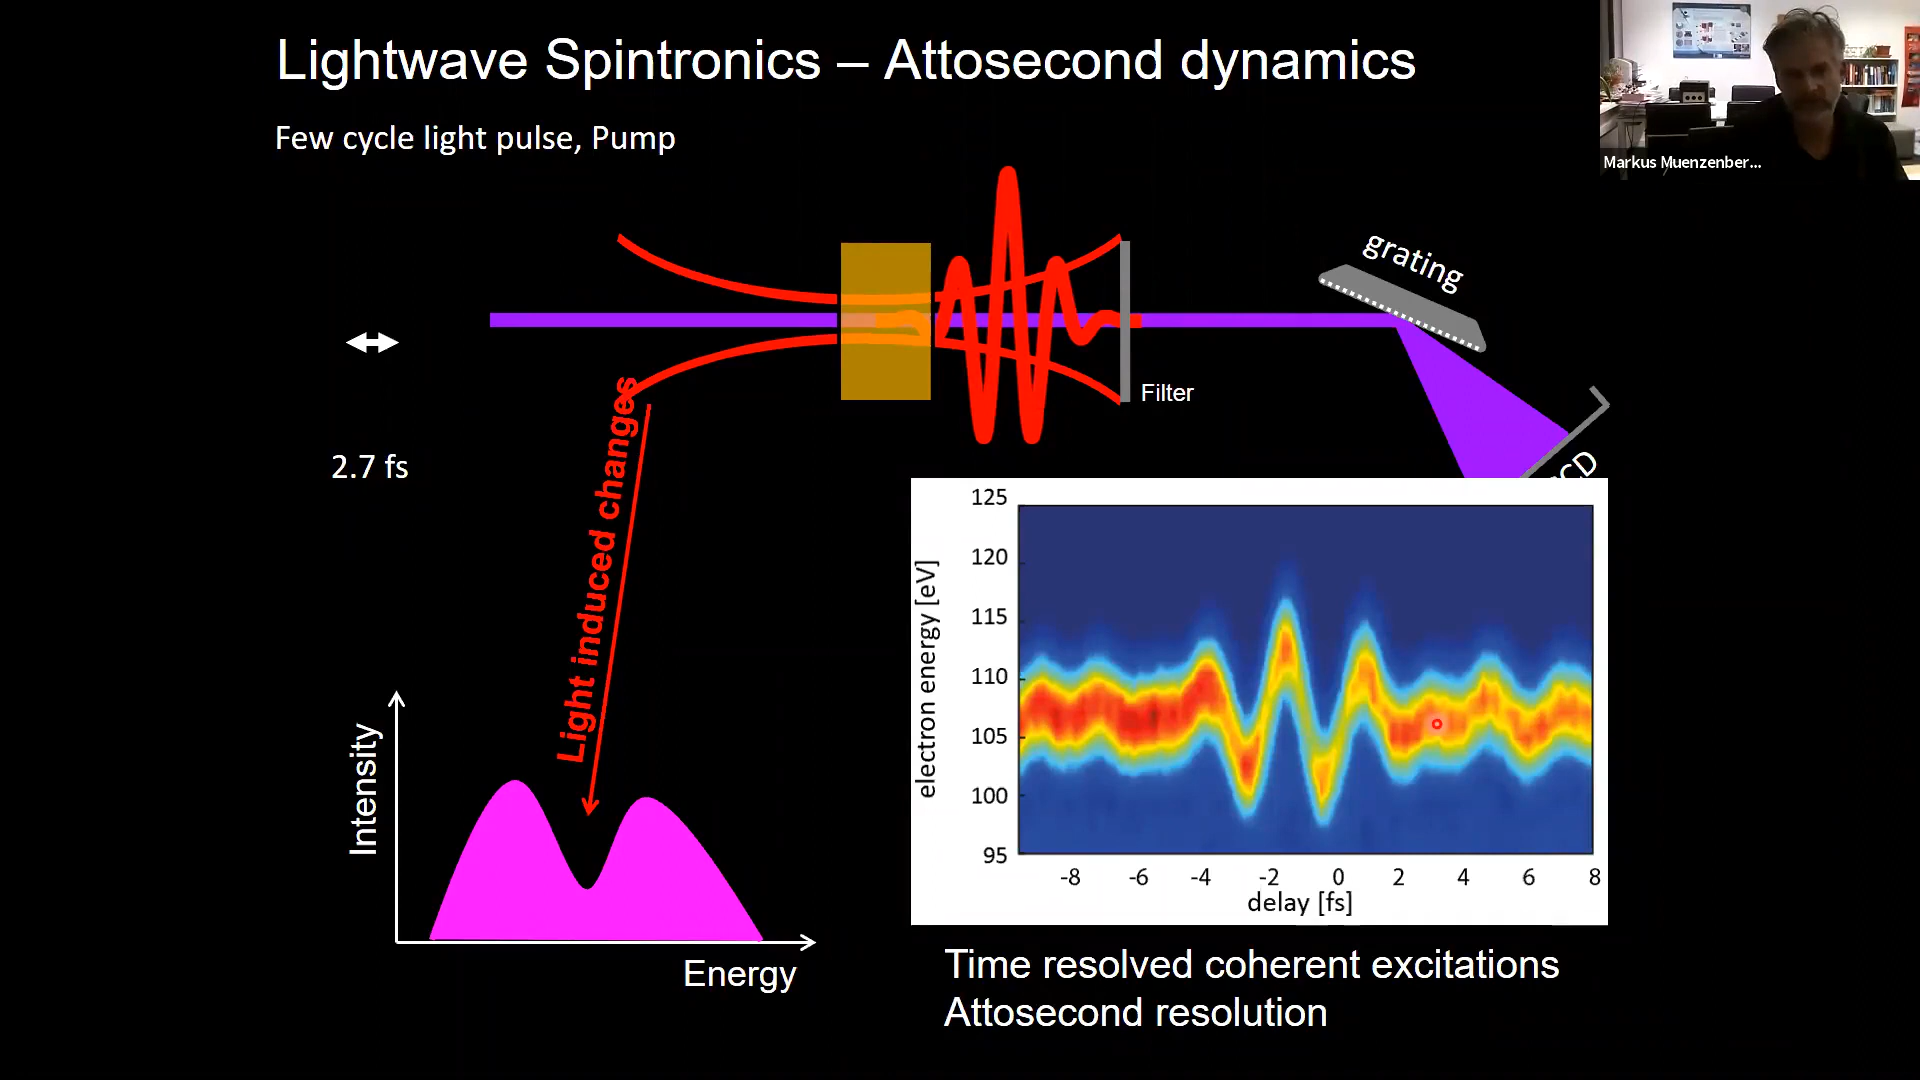 Lightwave Spintronics – Attosecond dynamics
Markus Muenzenber...
Few cycle light pulse, Pump
grating
Filter
2.7 fs
Light induced changes
CD
Intensity
Energy
electron energy [eV]
125
120
115
110
105
100
95
-8 -6 -4 -2 0 2 4 6 8
delay [fs]
Time resolved coherent excitations
Attosecond resolution